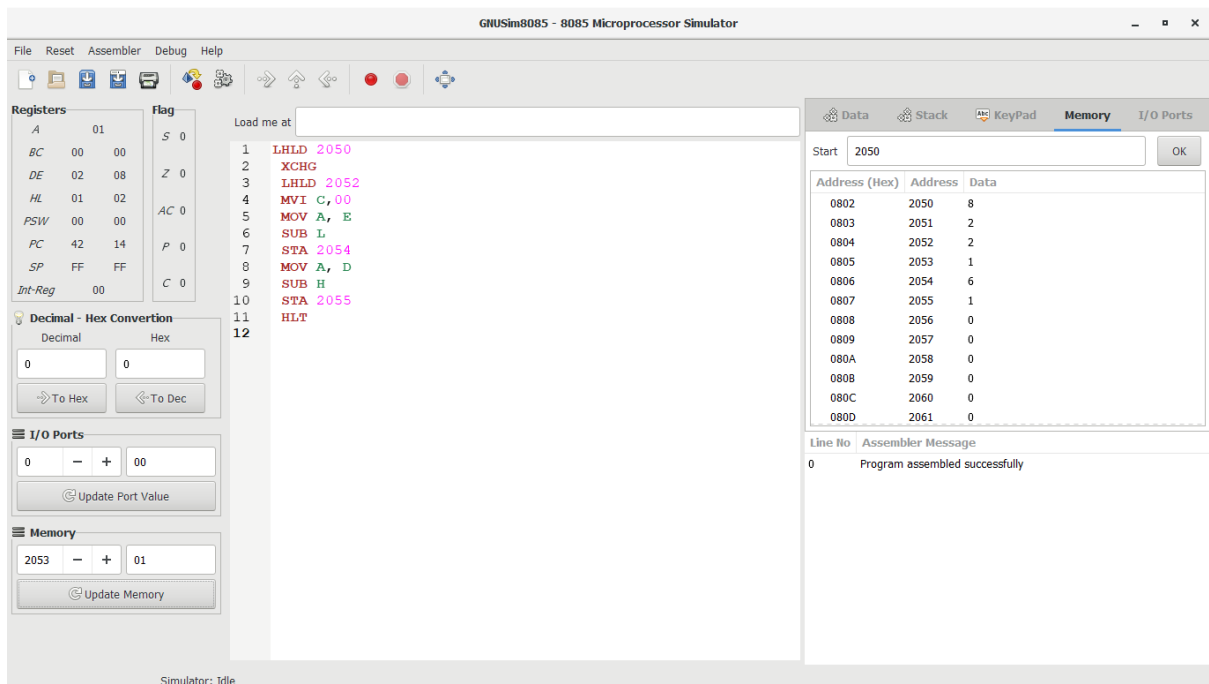 GNUSim8085 - 8085 Microprocessor Simulator
File Reset Assembler Debug Help
Registers
A 01
BC 00 00
DE 02 08
HL 01 02
PSW 00 00
PC 42 14
SP FF FF
Int-Reg 00
Flag
S 0
Z 0
AC 0
P 0
C 0
Decimal - Hex Convertion
Decimal Hex
0 0
To Hex To Dec
I/O Ports
0 − + 00
Update Port Value
Memory
2053 − + 01
Update Memory
Load me at
1 LHLD 2050
2 XCHG
3 LHLD 2052
4 MVI C,00
5 MOV A, E
6 SUB L
7 STA 2054
8 MOV A, D
9 SUB H
10 STA 2055
11 HLT
12
Data Stack Abc KeyPad Memory I/O Ports
Start 2050 OK
Address (Hex) Address Data
0802 2050 8
0803 2051 2
0804 2052 2
0805 2053 1
0806 2054 6
0807 2055 1
0808 2056 0
0809 2057 0
080A 2058 0
080B 2059 0
080C 2060 0
080D 2061 0
Line No Assembler Message
0 Program assembled successfully
Simulator: Idle